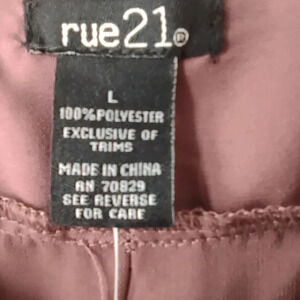 rue21®
L
100%POLYESTER
EXCLUSIVE OF
TRIMS
MADE IN CHINA
RN 70829
SEE REVERSE
FOR CARE